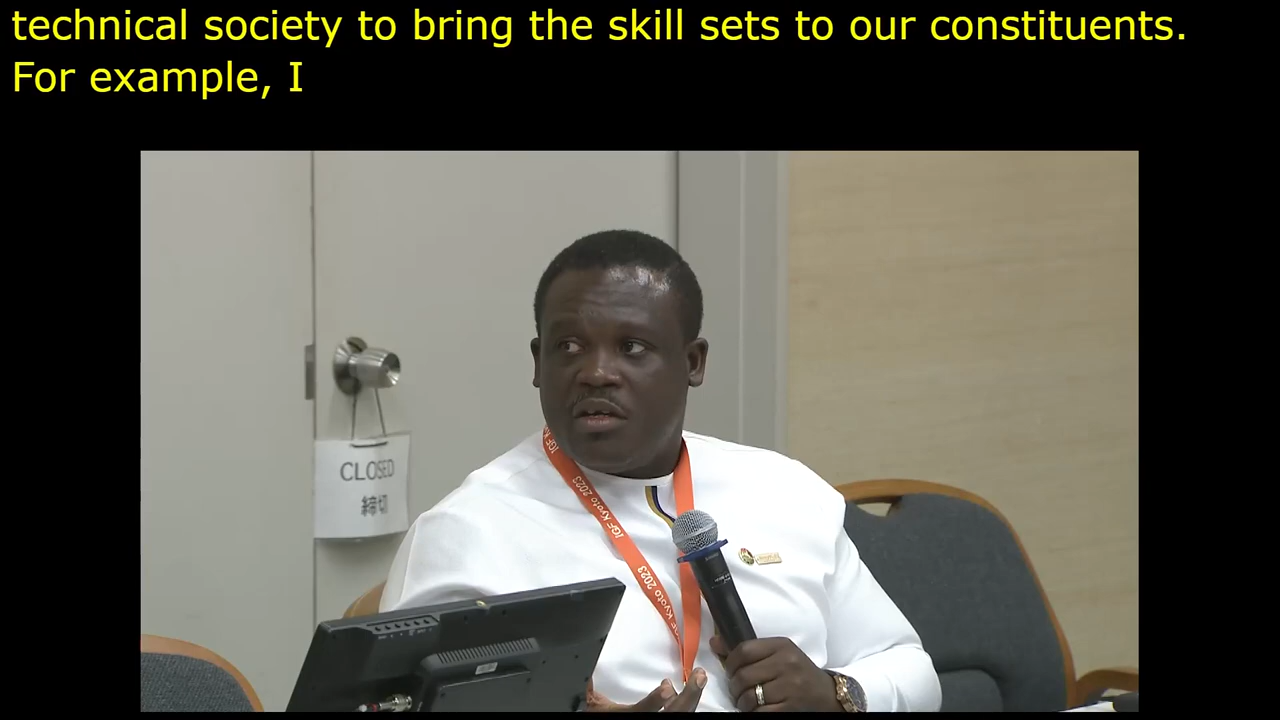 technical society to bring the skill sets to our constituents.
For example, I
CLOSED
締切
IGF Kyoto 2023
2023
IGF Kyoto 2023